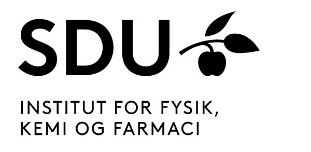 SDU
INSTITUT FOR FYSIK,
KEMI OG FARMACI